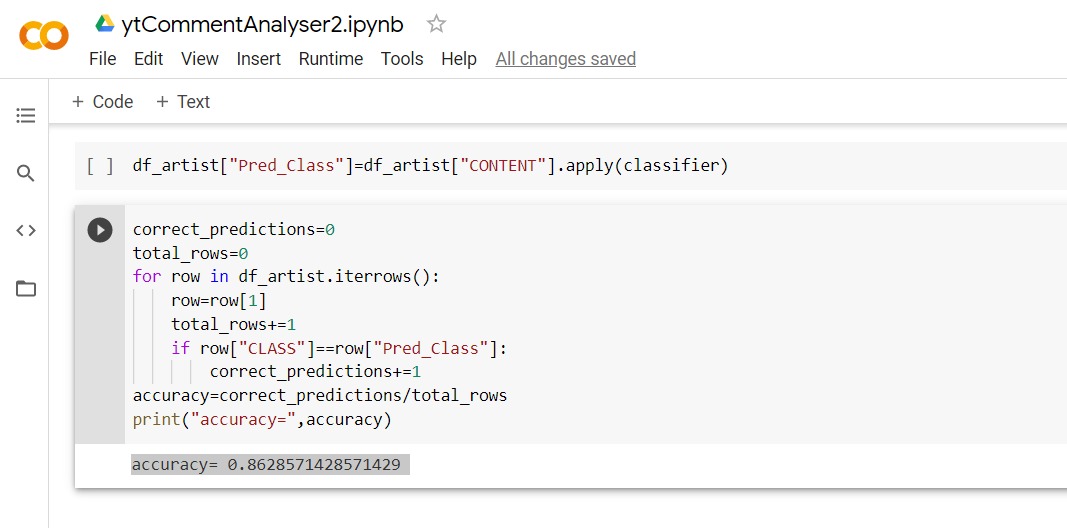 ytCommentAnalyser2.ipynb
File Edit View Insert Runtime Tools Help All changes saved
+ Code + Text
[ ] df_artist["Pred_Class"]=df_artist["CONTENT"].apply(classifier)
correct_predictions=0
total_rows=0
for row in df_artist.iterrows():
    row=row[1]
    total_rows+=1
    if row["CLASS"]==row["Pred_Class"]:
        correct_predictions+=1
accuracy=correct_predictions/total_rows
print("accuracy=",accuracy)
accuracy= 0.8628571428571429